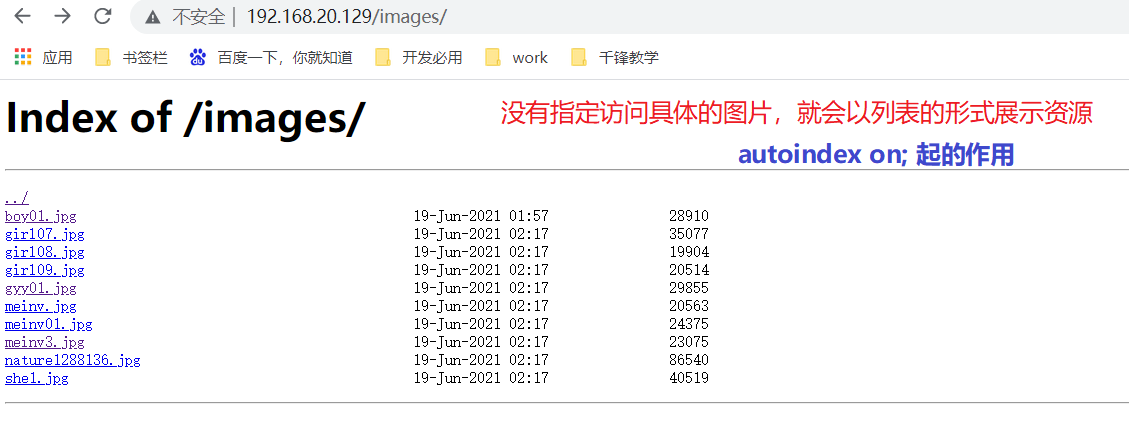 不安全 | 192.168.20.129/images/
应用 书签栏 百度一下，你就知道 开发必用 work 千锋教学
Index of /images/
没有指定访问具体的图片，就会以列表的形式展示资源
autoindex on; 起的作用
../
boy01.jpg 19-Jun-2021 01:57 28910
girl07.jpg 19-Jun-2021 02:17 35077
girl08.jpg 19-Jun-2021 02:17 19904
girl09.jpg 19-Jun-2021 02:17 20514
gyy01.jpg 19-Jun-2021 02:17 29855
meinv.jpg 19-Jun-2021 02:17 20563
meinv01.jpg 19-Jun-2021 02:17 24375
meinv3.jpg 19-Jun-2021 02:17 23075
nature1288136.jpg 19-Jun-2021 02:17 86540
she1.jpg 19-Jun-2021 02:17 40519